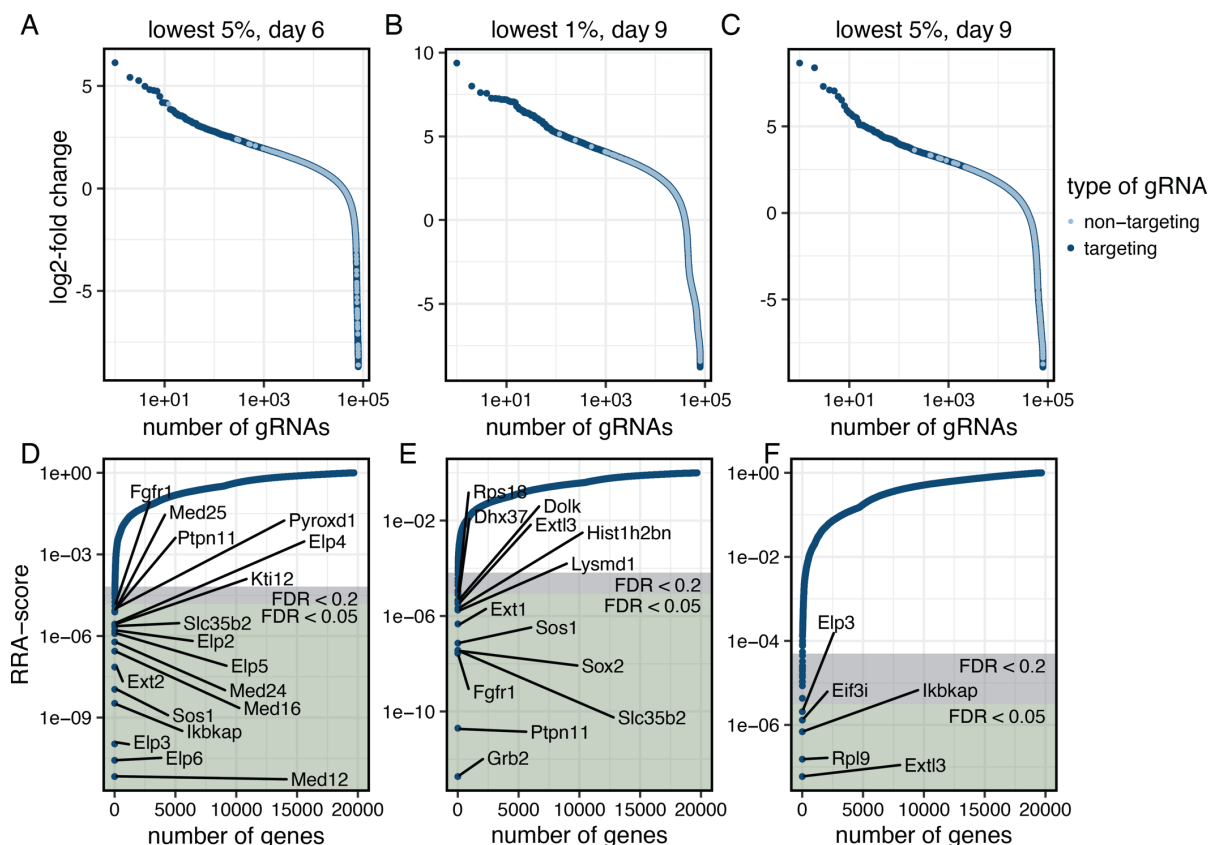 A
lowest 5%, day 6
B
lowest 1%, day 9
C
lowest 5%, day 9
log2-fold change
5
0
-5
1e+01
1e+03
1e+05
number of gRNAs
10
5
0
-5
1e+01
1e+03
1e+05
number of gRNAs
5
0
-5
1e+01
1e+03
1e+05
number of gRNAs
type of gRNA
non-targeting
targeting
D
RRA-score
1e+00
1e-03
1e-06
1e-09
Fgfr1
Med25
Ptpn11
Pyroxd1
Elp4
Kti12
FDR < 0.2
FDR < 0.05
Slc35b2
Elp2
Elp5
Ext2
Med24
Med16
Sos1
Ikbkap
Elp3
Elp6
Med12
0
5000
10000
15000
20000
number of genes
E
1e-02
1e-06
1e-10
Rps18
Dhx37
Dolk
Extl3
Hist1h2bn
Lysmd1
FDR < 0.2
FDR < 0.05
Ext1
Sos1
Sox2
Fgfr1
Slc35b2
Ptpn11
Grb2
0
5000
10000
15000
20000
number of genes
F
1e+00
1e-02
1e-04
1e-06
Elp3
FDR < 0.2
Eif3i
Ikbkap
FDR < 0.05
Rpl9
Extl3
0
5000
10000
15000
20000
number of genes